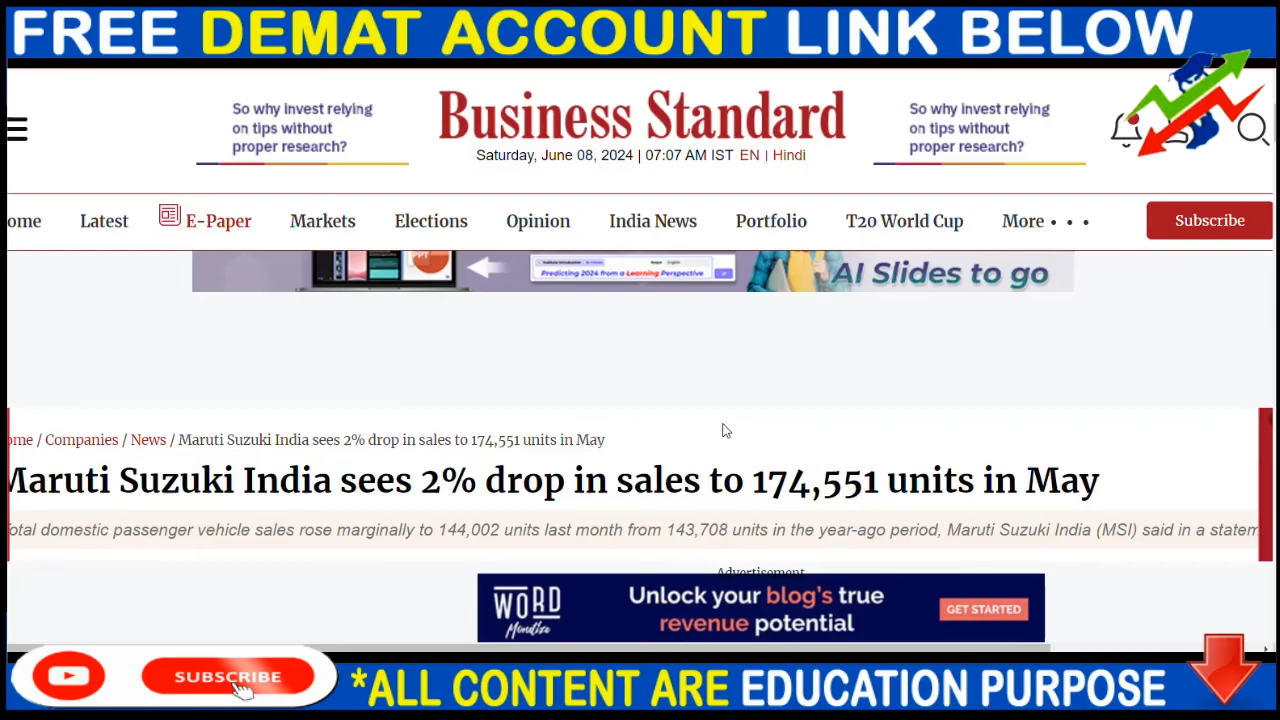 FREE DEMAT ACCOUNT LINK BELOW
So why invest relying
on tips without
proper research?
Business Standard
Saturday, June 08, 2024 | 07:07 AM IST EN | Hindi
So why invest relying
on tips without
proper research?
ome Latest E-Paper Markets Elections Opinion India News Portfolio T20 World Cup More • • • Subscribe
PPT
Predicting 2024 from a Learning Perspective
AI Slides to go
ome / Companies / News / Maruti Suzuki India sees 2% drop in sales to 174,551 units in May
Maruti Suzuki India sees 2% drop in sales to 174,551 units in May
otal domestic passenger vehicle sales rose marginally to 144,002 units last month from 143,708 units in the year-ago period, Maruti Suzuki India (MSI) said in a statem
Advertisement
WORD
Monetize
Unlock your blog's true
revenue potential
GET STARTED
SUBSCRIBE
*ALL CONTENT ARE EDUCATION PURPOSE